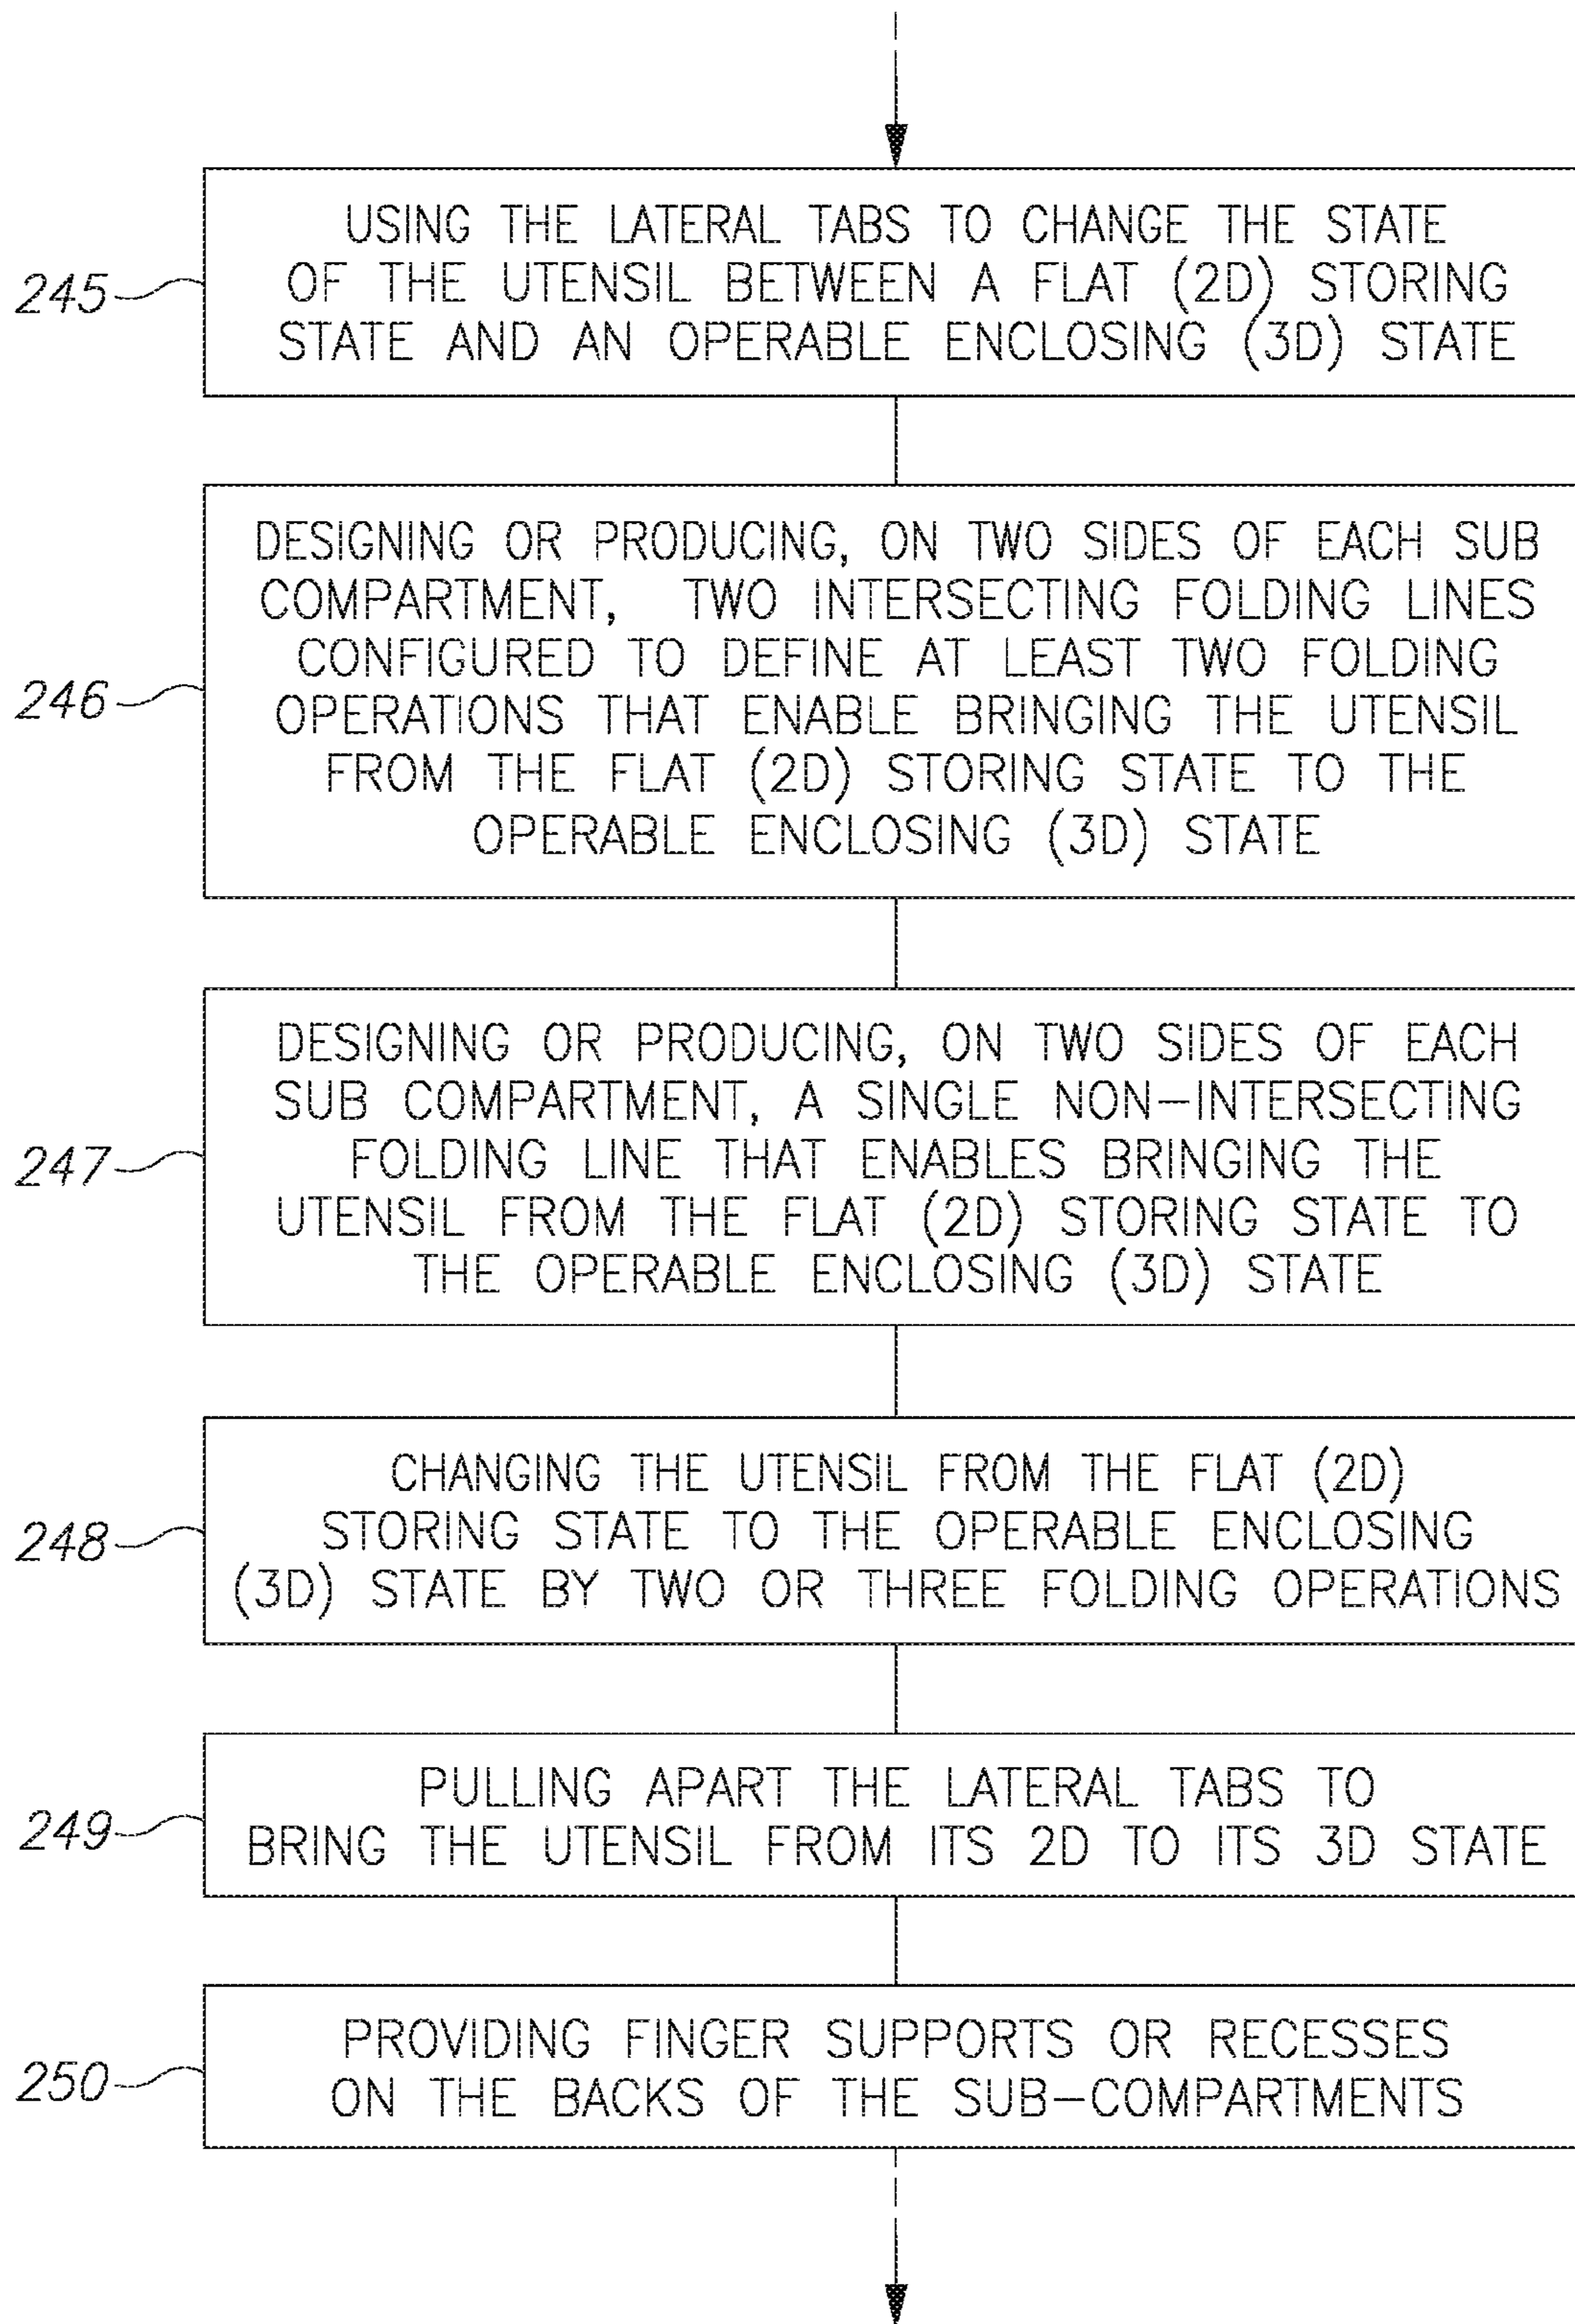 USING THE LATERAL TABS TO CHANGE THE STATE
245
OF THE UTENSIL BETWEEN A FLAT (2D) STORING
STATE AND AN OPERABLE ENCLOSING (3D) STATE
DESIGNING OR PRODUCING, ON TWO SIDES OF EACH SUB
COMPARTMENT, TWO INTERSECTING FOLDING LINES
CONFIGURED TO DEFINE AT LEAST TWO FOLDING
246
OPERATIONS THAT ENABLE BRINGING THE UTENSIL
FROM THE FLAT (2D) STORING STATE TO THE
OPERABLE ENCLOSING (3D) STATE
DESIGNING OR PRODUCING, ON TWO SIDES OF EACH
SUB COMPARTMENT, A SINGLE NON-INTERSECTING
247
FOLDING LINE THAT ENABLES BRINGING THE
UTENSIL FROM THE FLAT (2D) STORING STATE TO
THE OPERABLE ENCLOSING (3D) STATE
CHANGING THE UTENSIL FROM THE FLAT (2D)
248
STORING STATE TO THE OPERABLE ENCLOSING
(3D) STATE BY TWO OR THREE FOLDING OPERATIONS
PULLING APART THE LATERAL TABS TO
249
BRING THE UTENSIL FROM ITS 2D TO ITS 3D STATE
PROVIDING FINGER SUPPORTS OR RECESSES
250
ON THE BACKS OF THE SUB-COMPARTMENTS